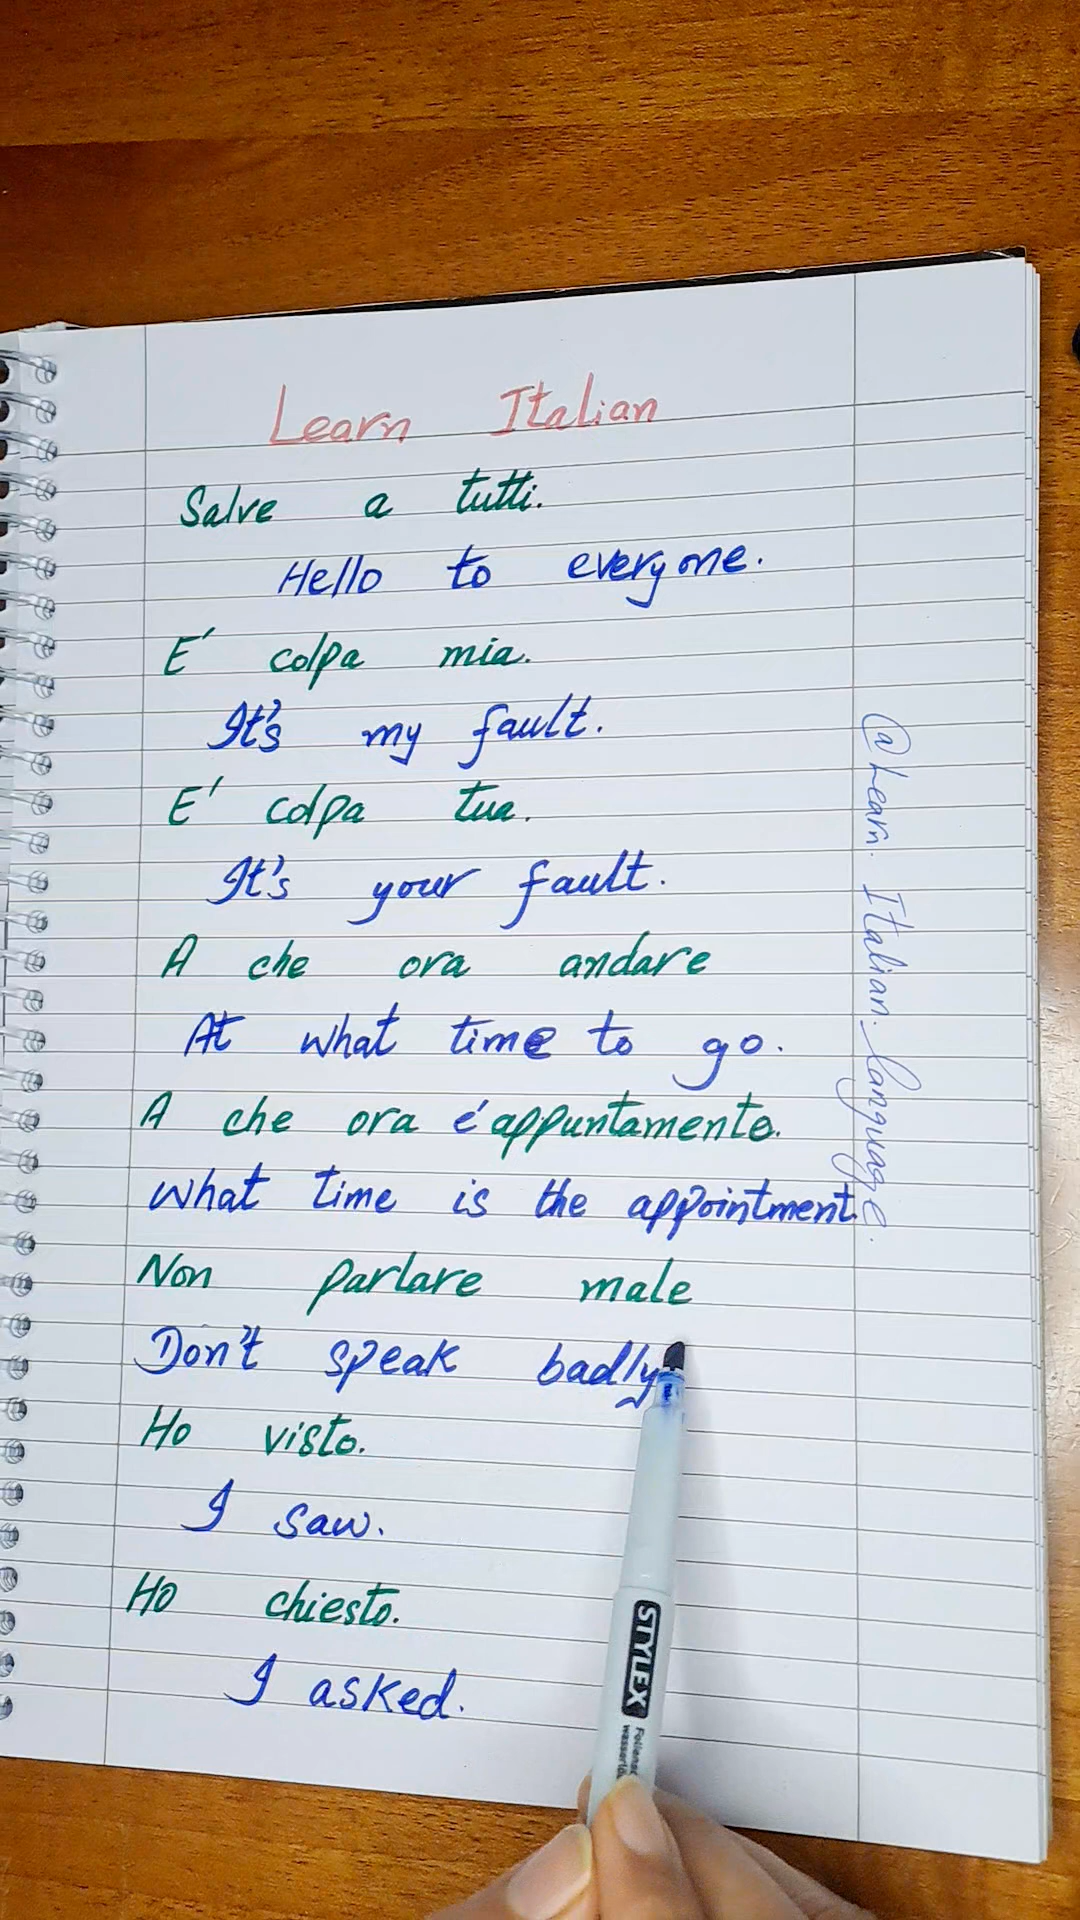 Learn Italian
Salve a tutti.
Hello to everyone.
E' colpa mia.
It's my fault.
E' colpa tua.
It's your fault.
A che ora andare
At what time to go.
A che ora é appuntamento.
What time is the appointment.
Non parlare male
Don't speak badly
Ho visto.
I saw.
Ho chiesto.
I asked.
@Learn.Italian._language.
STYLEX